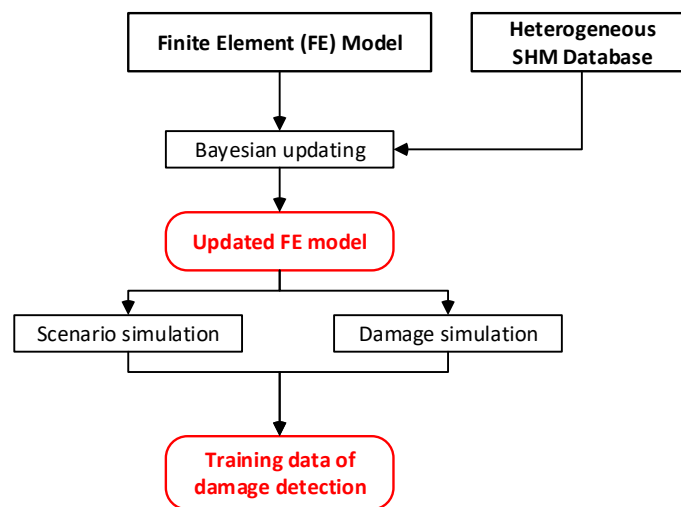 Finite Element (FE) Model
Heterogeneous
SHM Database
Bayesian updating
Updated FE model
Scenario simulation
Damage simulation
Training data of
damage detection